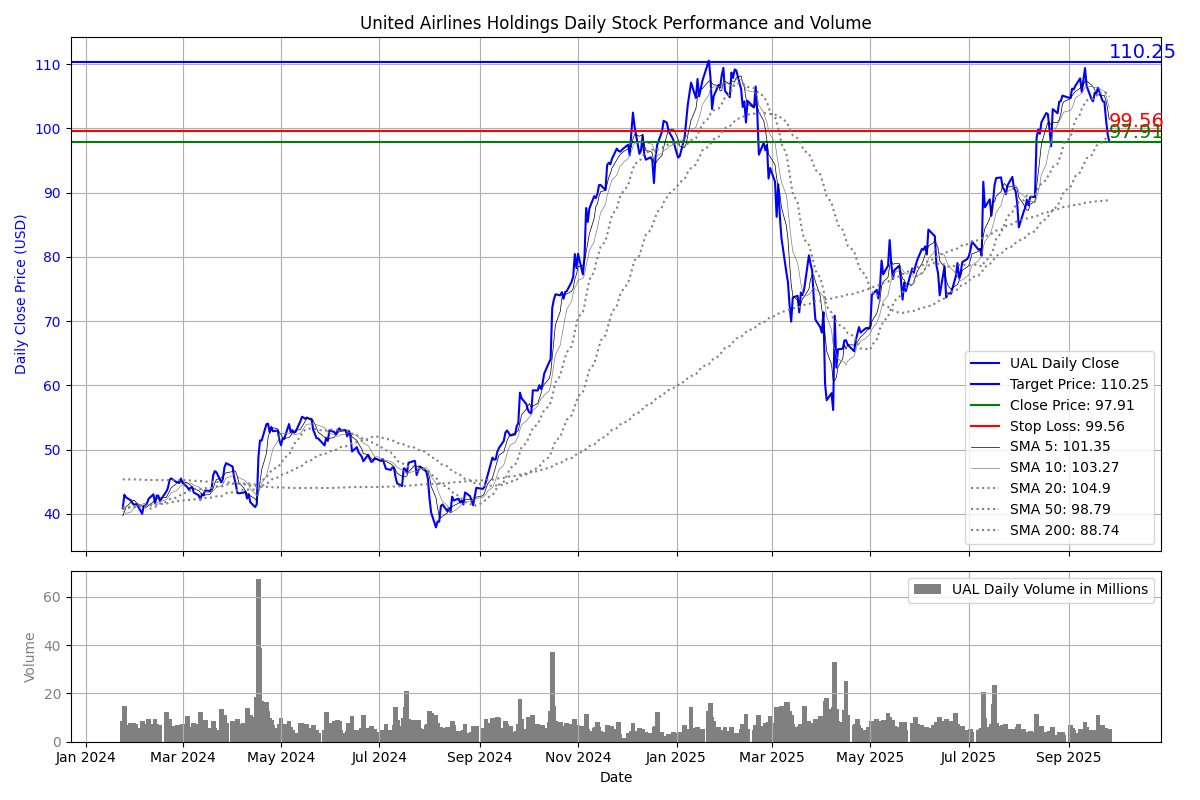 United Airlines Holdings Daily Stock Performance and Volume
110.25
99.56
97.91
Daily Close Price (USD)
110
100
90
80
70
60
50
40
UAL Daily Close
Target Price: 110.25
Close Price: 97.91
Stop Loss: 99.56
SMA 5: 101.35
SMA 10: 103.27
SMA 20: 104.9
SMA 50: 98.79
SMA 200: 88.74
UAL Daily Volume in Millions
Volume
60
40
20
0
Jan 2024 Mar 2024 May 2024 Jul 2024 Sep 2024 Nov 2024 Jan 2025 Mar 2025 May 2025 Jul 2025 Sep 2025
Date